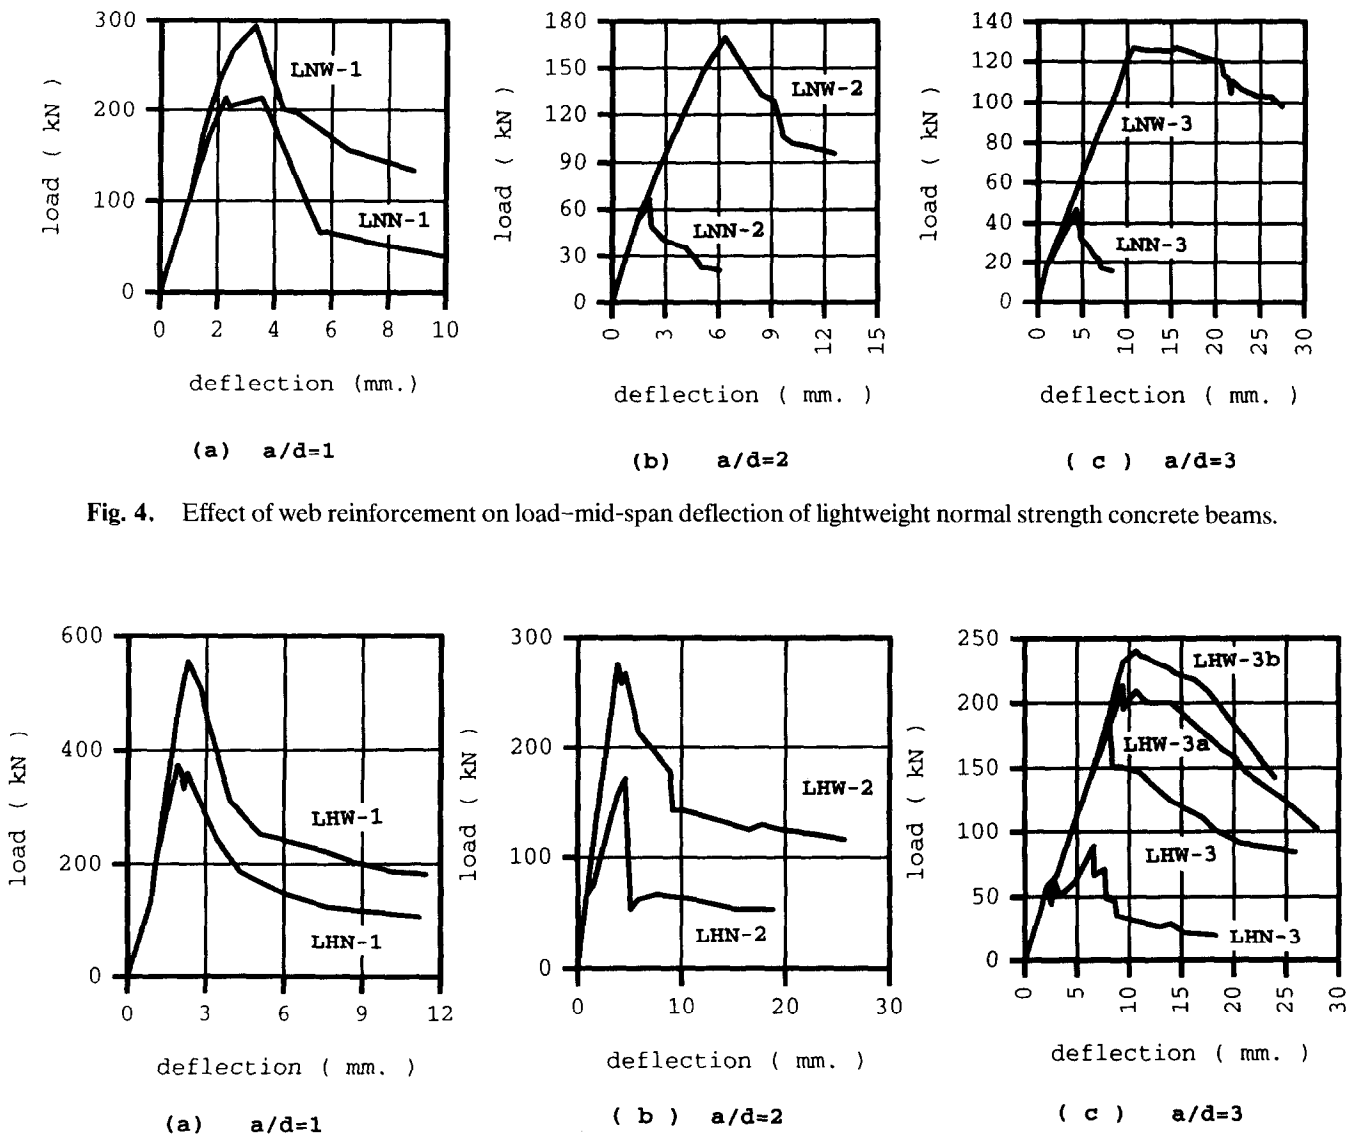 300
200
100
0
load ( kN )
LNW-1
LNN-1
0 2 4 6 8 10
deflection (mm.)
(a) a/d=1
180
150
120
90
60
30
0
load ( kN )
LNW-2
LNN-2
0 3 6 9 12 15
deflection ( mm. )
(b) a/d=2
140
120
100
80
60
40
20
0
load ( kN )
LNW-3
LNN-3
0 5 10 15 20 25 30
deflection ( mm. )
( c ) a/d=3
Fig. 4. Effect of web reinforcement on load–mid-span deflection of lightweight normal strength concrete beams.
600
400
200
0
load ( kN )
LHW-1
LHN-1
0 3 6 9 12
deflection ( mm. )
(a) a/d=1
300
200
100
0
load ( kN )
LHW-2
LHN-2
0 10 20 30
deflection ( mm. )
( b ) a/d=2
250
200
150
100
50
0
load ( kN )
LHW-3b
LHW-3a
LHW-3
LHN-3
0 5 10 15 20 25 30
deflection ( mm. )
( c ) a/d=3